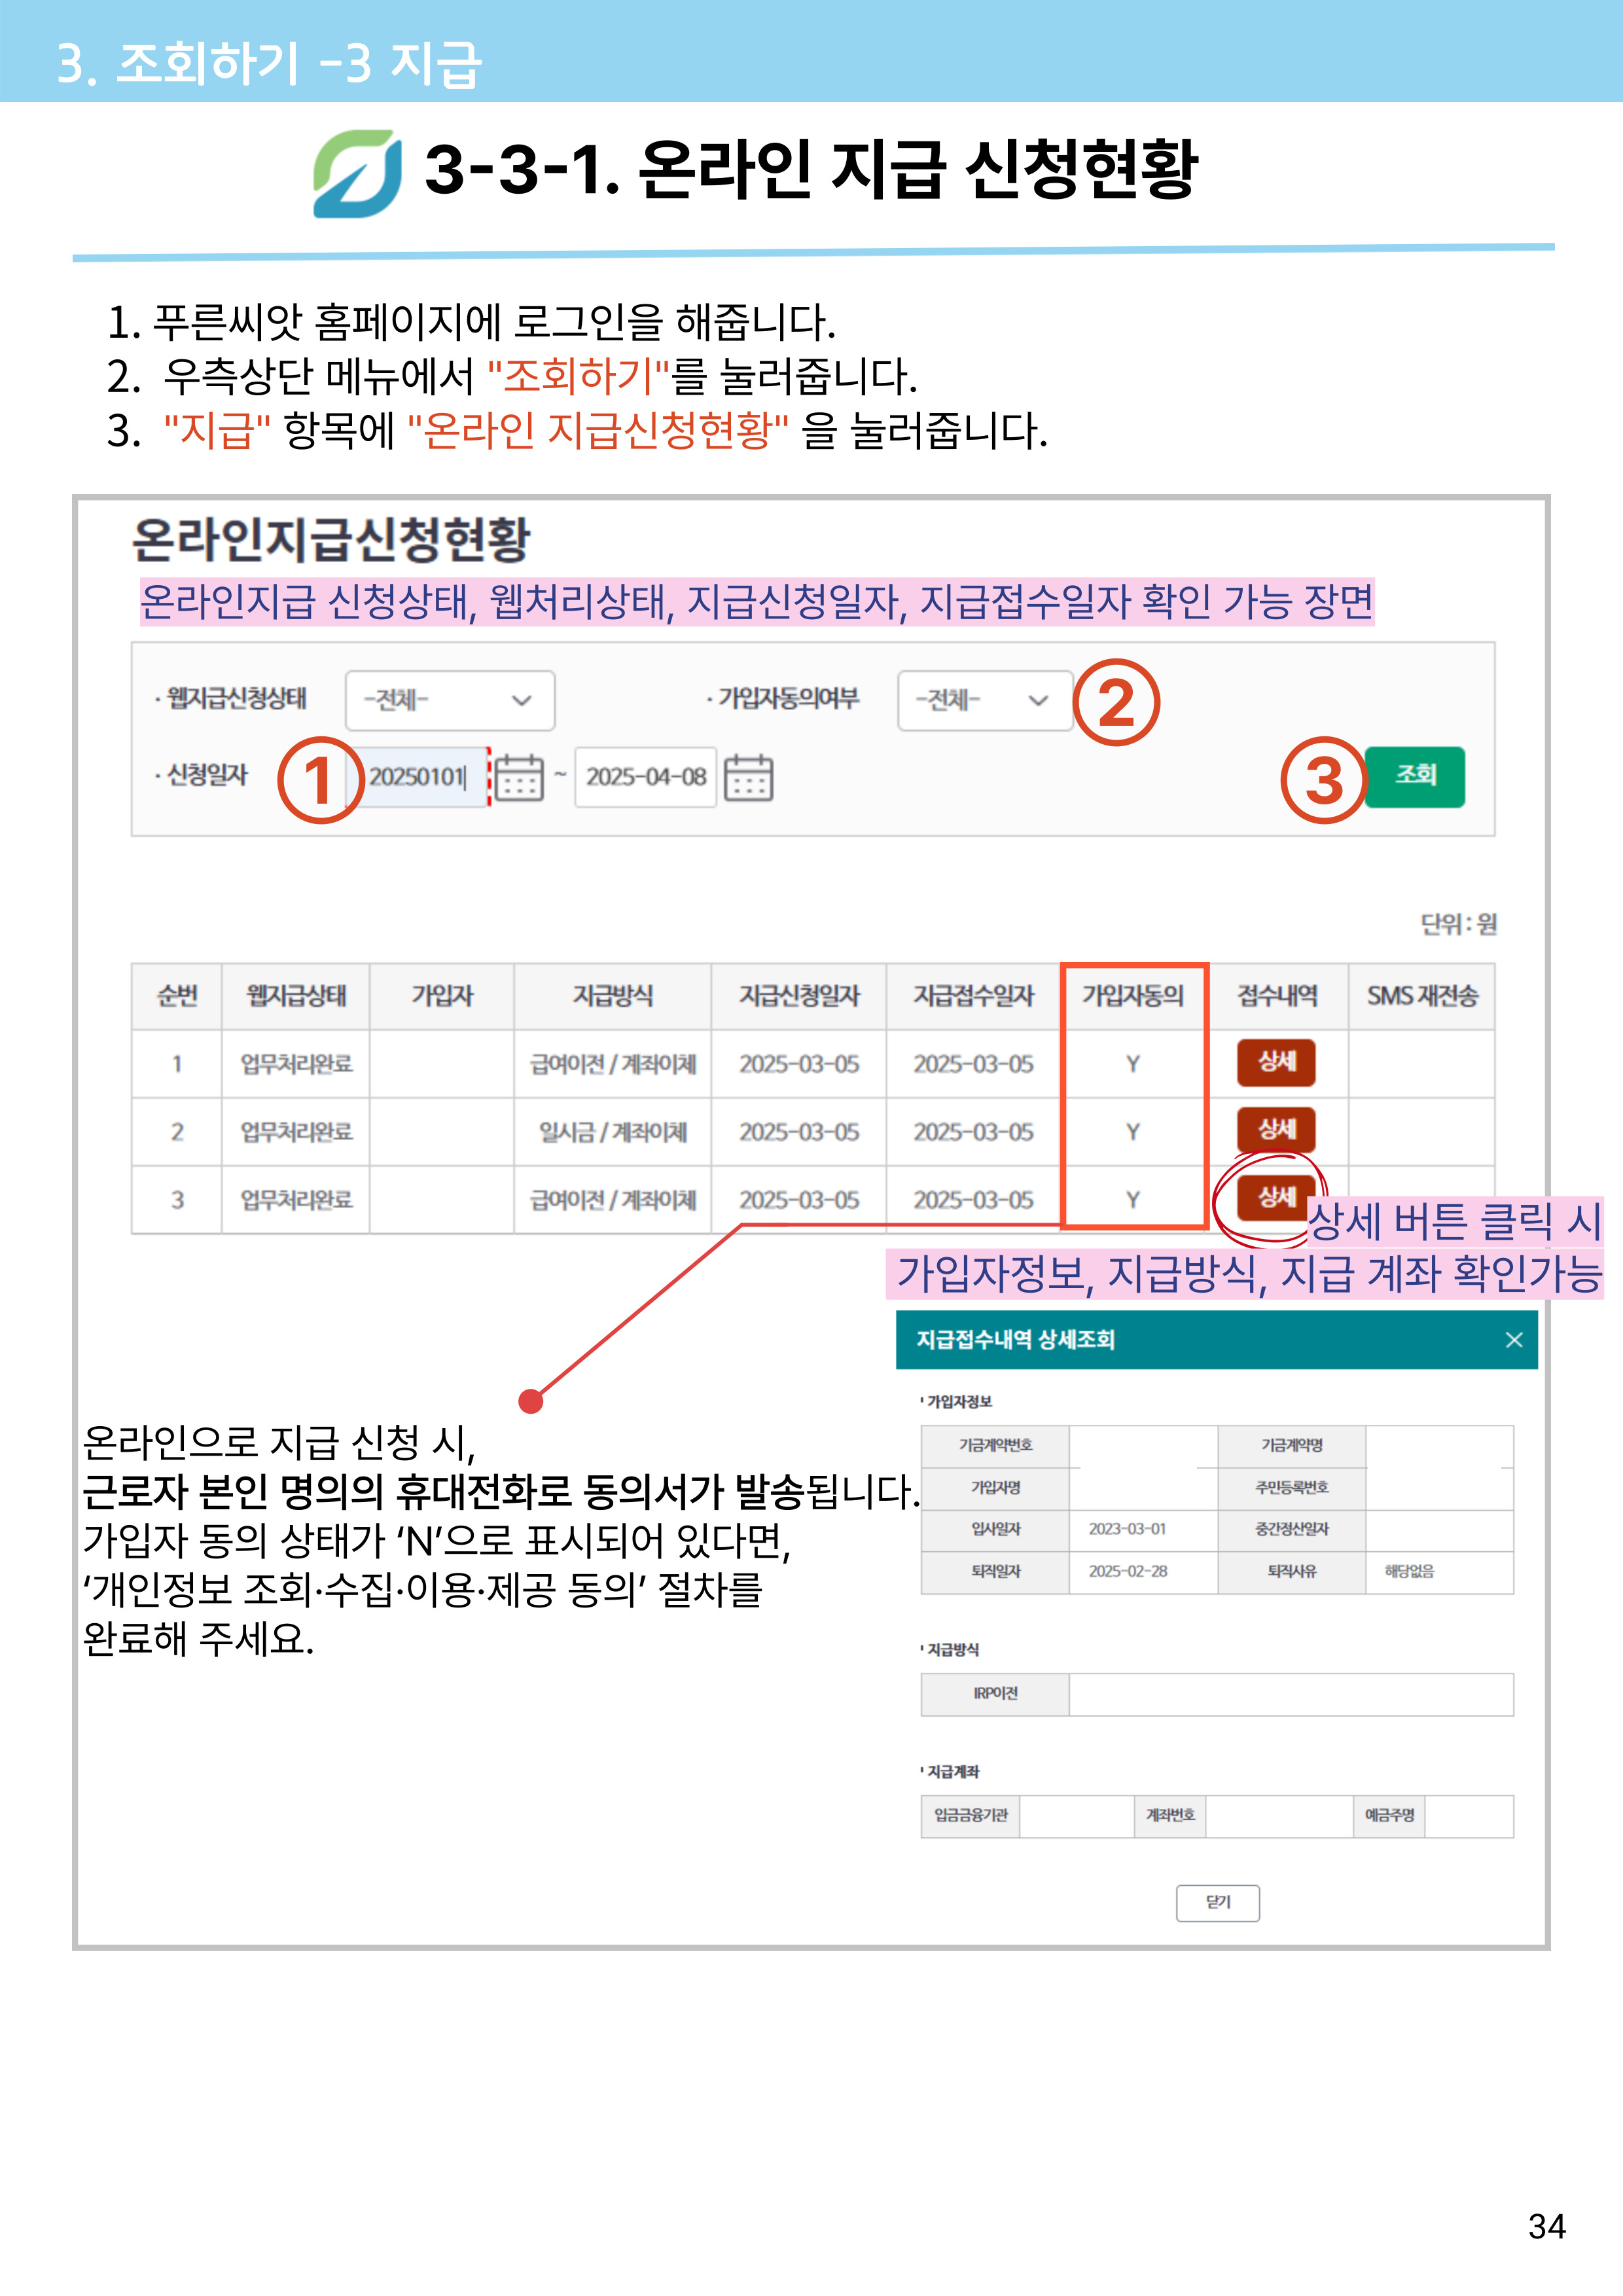 3. 조회하기 -3 지급
3-3-1. 온라인 지급 신청현황
1. 푸른씨앗 홈페이지에 로그인을 해줍니다.
2. 우측상단 메뉴에서 "조회하기"를 눌러줍니다.
3. "지급" 항목에 "온라인 지급신청현황" 을 눌러줍니다.
온라인지급신청현황
온라인지급 신청상태, 웹처리상태, 지급신청일자, 지급접수일자 확인 가능 장면
· 웹지급신청상태 -전체- · 가입자동의여부 -전체- 2
· 신청일자 1 20250101 ~ 2025-04-08 3 조회
단위 : 원
순번 웹지급상태 가입자 지급방식 지급신청일자 지급접수일자 가입자동의 접수내역 SMS 재전송
1 업무처리완료 급여이전 / 계좌이체 2025-03-05 2025-03-05 Y 상세
2 업무처리완료 일시금 / 계좌이체 2025-03-05 2025-03-05 Y 상세
3 업무처리완료 급여이전 / 계좌이체 2025-03-05 2025-03-05 Y 상세
상세 버튼 클릭 시
가입자정보, 지급방식, 지급 계좌 확인가능
온라인으로 지급 신청 시,
근로자 본인 명의의 휴대전화로 동의서가 발송됩니다.
가입자 동의 상태가 ‘N’으로 표시되어 있다면,
‘개인정보 조회·수집·이용·제공 동의’ 절차를
완료해 주세요.
지급접수내역 상세조회
가입자정보
기금계약번호 기금계약명
가입자명 주민등록번호
입사일자 2023-03-01 중간정산일자
퇴직일자 2025-02-28 퇴직사유 해당없음
지급방식
IRP이전
지급계좌
입금금융기관 계좌번호 예금주명
닫기
34